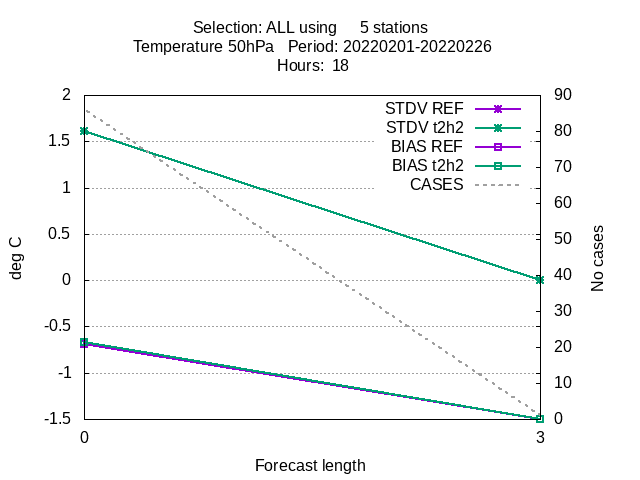 Selection: ALL using 5 stations
Temperature 50hPa Period: 20220201-20220226
Hours: 18
2
1.5
1
0.5
0
-0.5
-1
-1.5
90
80
70
60
50
40
30
20
10
0
STDV REF
STDV t2h2
BIAS REF
BIAS t2h2
CASES
deg C
No cases
0
3
Forecast length